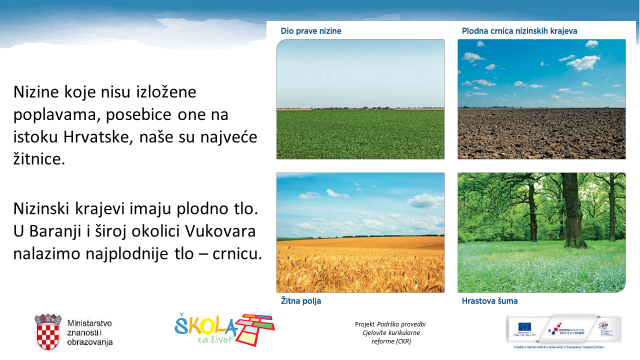 Dio prave nizine
Plodna crnica nizinskih krajeva
Nizine koje nisu izložene
poplavama, posebice one na
istoku Hrvatske, naše su najveće
žitnice.
Nizinski krajevi imaju plodno tlo.
U Baranji i široj okolici Vukovara
nalazimo najplodnije tlo – crnicu.
Žitna polja
Hrastova šuma
Ministarstvo
znanosti i
obrazovanja
ŠKOLA
za život
Projekt Podrška provedbi
Cjelovite kurikularne
reforme (CKR)